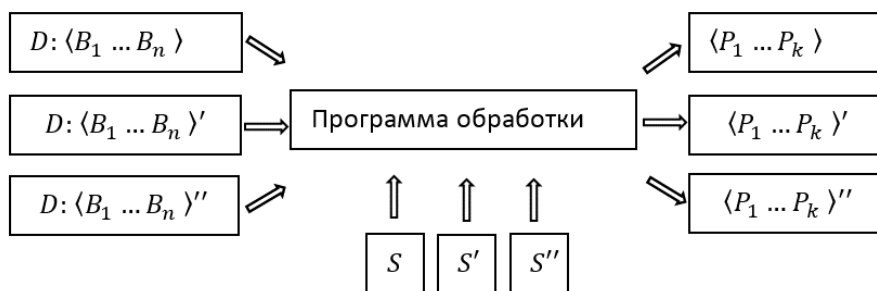 D: ⟨B₁ … Bₙ ⟩
⟨P₁ … Pₖ ⟩
D: ⟨B₁ … Bₙ ⟩′
Программа обработки
⟨P₁ … Pₖ ⟩′
D: ⟨B₁ … Bₙ ⟩′′
⟨P₁ … Pₖ ⟩′′
S
S′
S′′